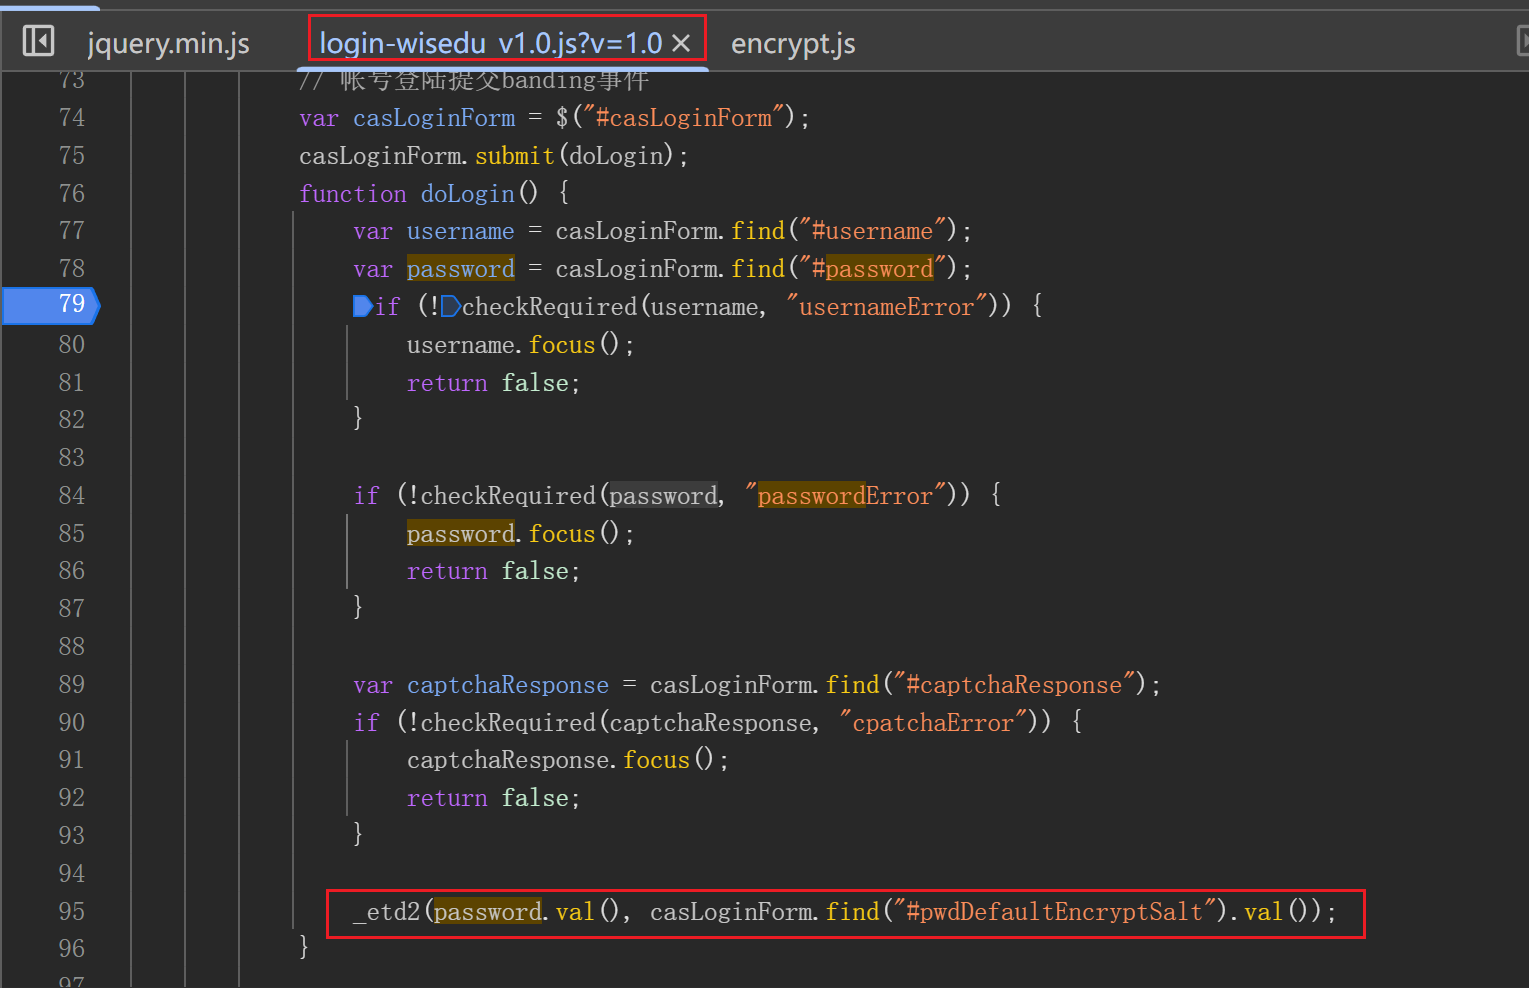 jquery.min.js login-wisedu_v1.0.js?v=1.0 × encrypt.js
73 // 帐号登陆提交banding事件
74 var casLoginForm = $("#casLoginForm");
75 casLoginForm.submit(doLogin);
76 function doLogin() {
77 var username = casLoginForm.find("#username");
78 var password = casLoginForm.find("#password");
79 if (!checkRequired(username, "usernameError")) {
80 username.focus();
81 return false;
82 }
83
84 if (!checkRequired(password, "passwordError")) {
85 password.focus();
86 return false;
87 }
88
89 var captchaResponse = casLoginForm.find("#captchaResponse");
90 if (!checkRequired(captchaResponse, "cpatchaError")) {
91 captchaResponse.focus();
92 return false;
93 }
94
95 _etd2(password.val(), casLoginForm.find("#pwdDefaultEncryptSalt").val());
96 }
97